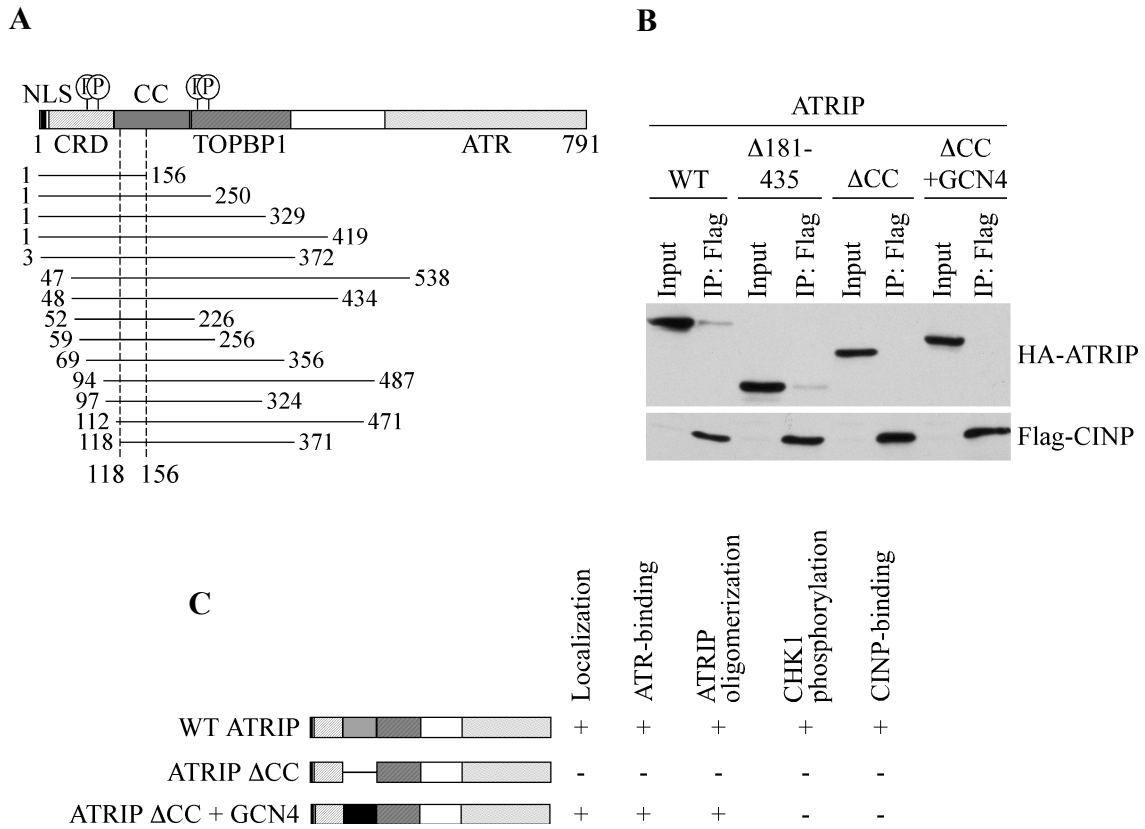 A
NLS P P CC P P
1 CRD TOPBP1 ATR 791
1 156
1 250
1 329
1 419
3 372
47 538
48 434
52 226
59 256
69 356
94 487
97 324
112 471
118 371
118 156
B
ATRIP
WT Δ181-435 ΔCC ΔCC +GCN4
Input IP: Flag Input IP: Flag Input IP: Flag Input IP: Flag
HA-ATRIP
Flag-CINP
C
Localization
ATR-binding
ATRIP oligomerization
CHK1 phosphorylation
CINP-binding
WT ATRIP + + + + +
ATRIP ΔCC - - - - -
ATRIP ΔCC + GCN4 + + + - -